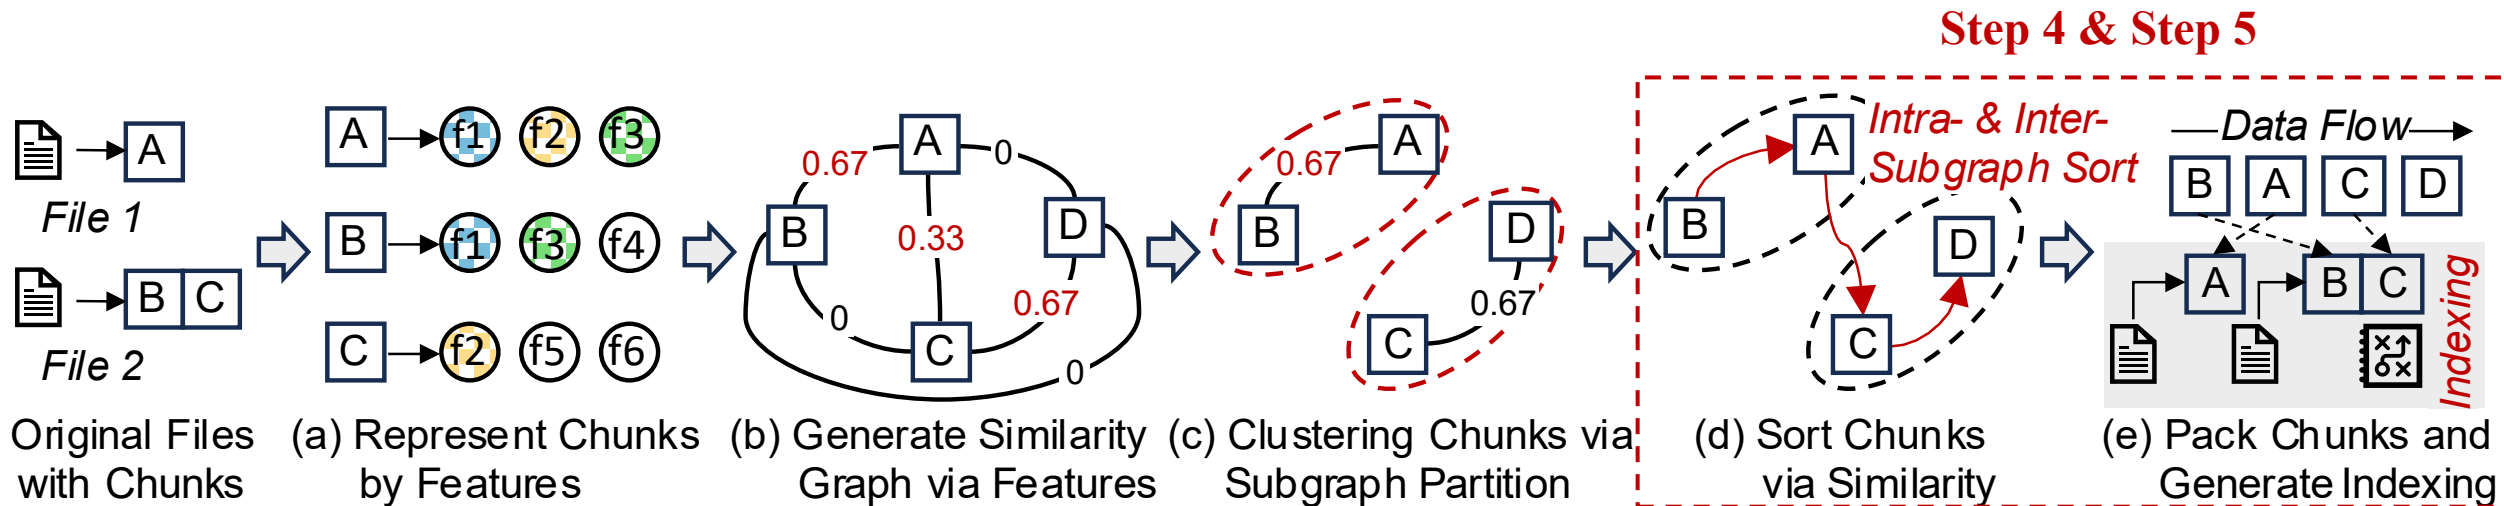 Step 4 & Step 5
A
File 1
B C
File 2
Original Files
with Chunks
A f1 f2 f3
B f1 f3 f4
C f2 f5 f6
(a) Represent Chunks
by Features
A
0.67
0
B
D
0.33
0.67
0
C
0
(b) Generate Similarity
Graph via Features
A
0.67
B
D
0.67
C
(c) Clustering Chunks via
Subgraph Partition
Intra- & Inter-
Subgraph Sort
A
B
D
C
(d) Sort Chunks
via Similarity
Data Flow
B A C D
A B C
Indexing
(e) Pack Chunks and
Generate Indexing